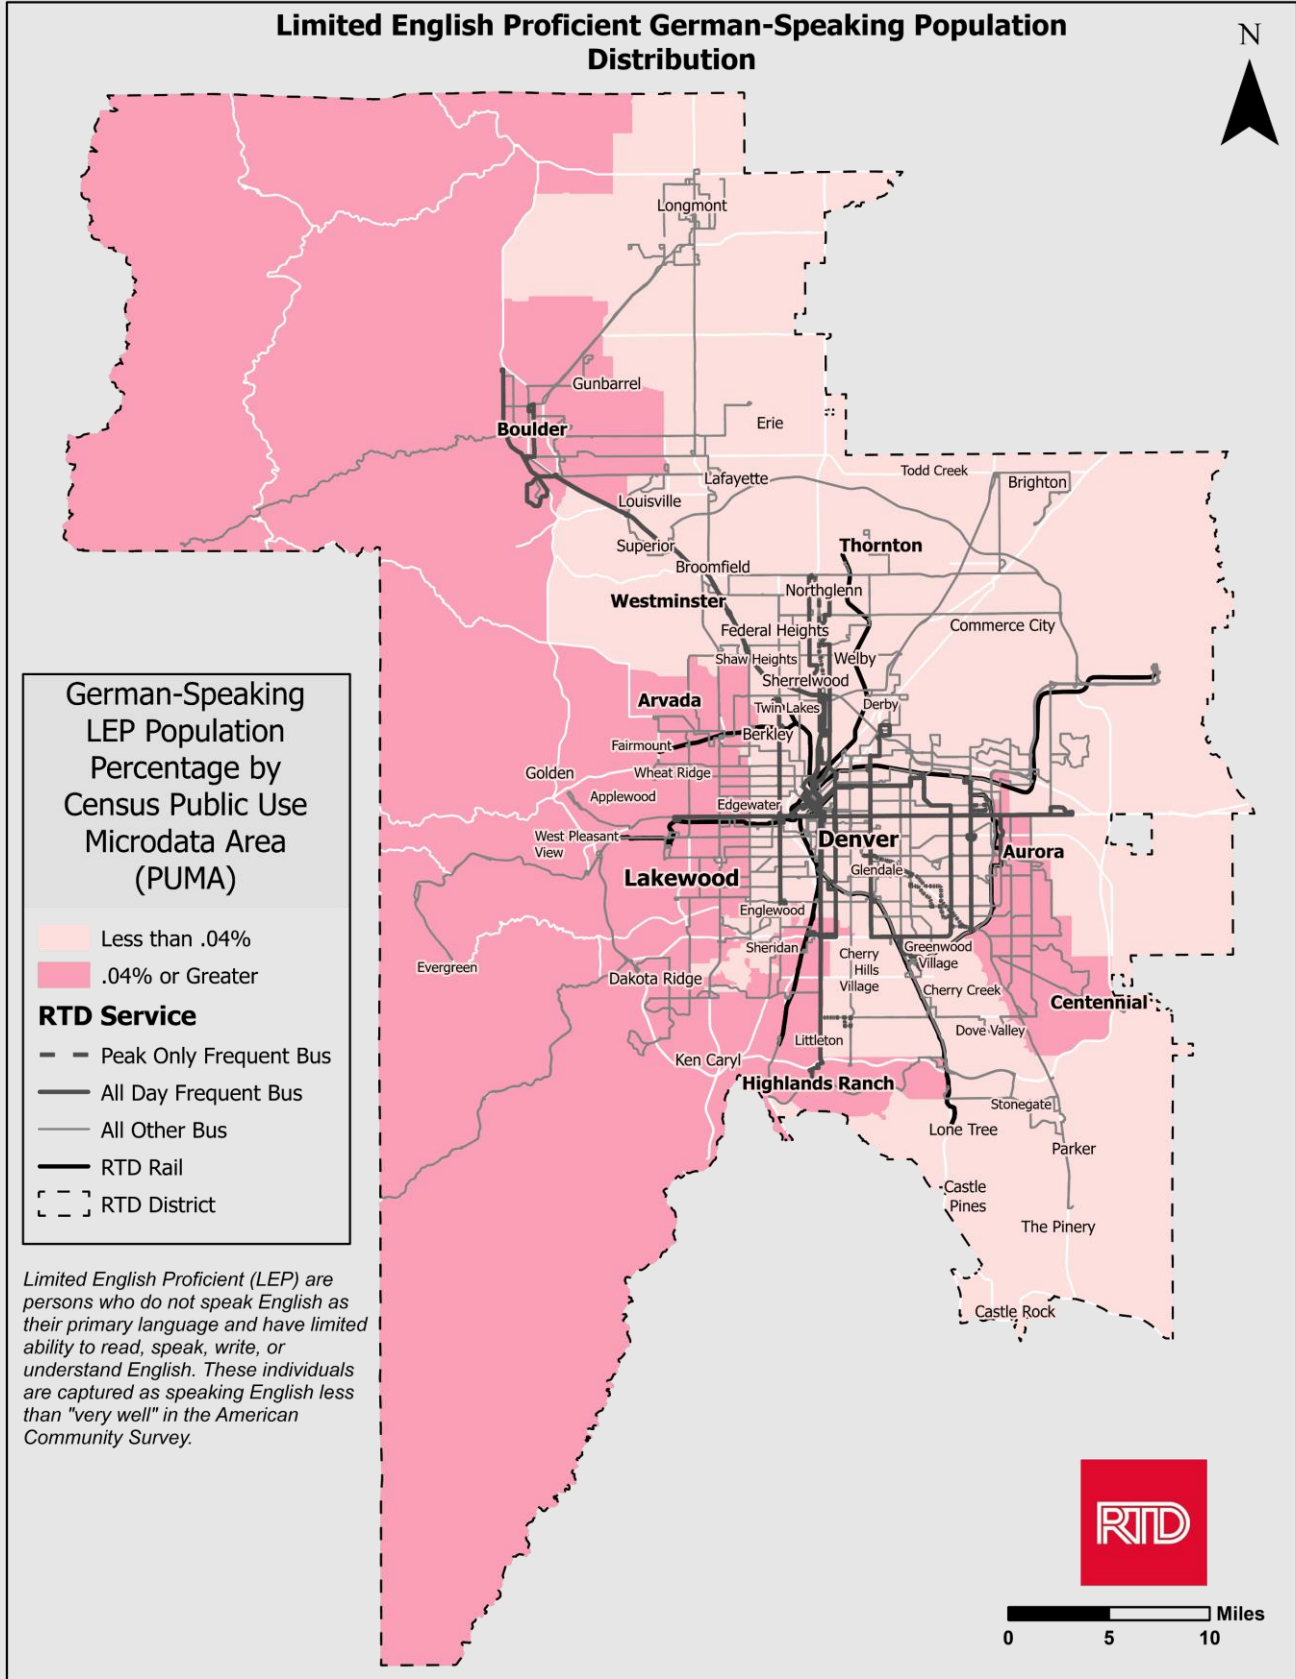 Limited English Proficient German-Speaking Population
Distribution
N
Longmont
Gunbarrel
Boulder
Erie
Lafayette
Todd Creek
Brighton
Louisville
Superior
Thornton
Broomfield
Westminster
Northglenn
Federal Heights
Commerce City
Shaw Heights
Welby
Sherrelwood
Arvada
Twin Lakes
Derby
Fairmount
Berkley
Golden
Wheat Ridge
Applewood
Edgewater
West Pleasant
View
Denver
Aurora
Lakewood
Glendale
Englewood
Sheridan
Cherry
Hills
Village
Greenwood
Village
Evergreen
Dakota Ridge
Cherry Creek
Centennial
Dove Valley
Littleton
Ken Caryl
Highlands Ranch
Stonegate
Lone Tree
Parker
Castle
Pines
The Pinery
Castle Rock
German-Speaking
LEP Population
Percentage by
Census Public Use
Microdata Area
(PUMA)
Less than .04%
.04% or Greater
RTD Service
Peak Only Frequent Bus
All Day Frequent Bus
All Other Bus
RTD Rail
RTD District
Limited English Proficient (LEP) are
persons who do not speak English as
their primary language and have limited
ability to read, speak, write, or
understand English. These individuals
are captured as speaking English less
than "very well" in the American
Community Survey.
RTD
Miles
0 5 10